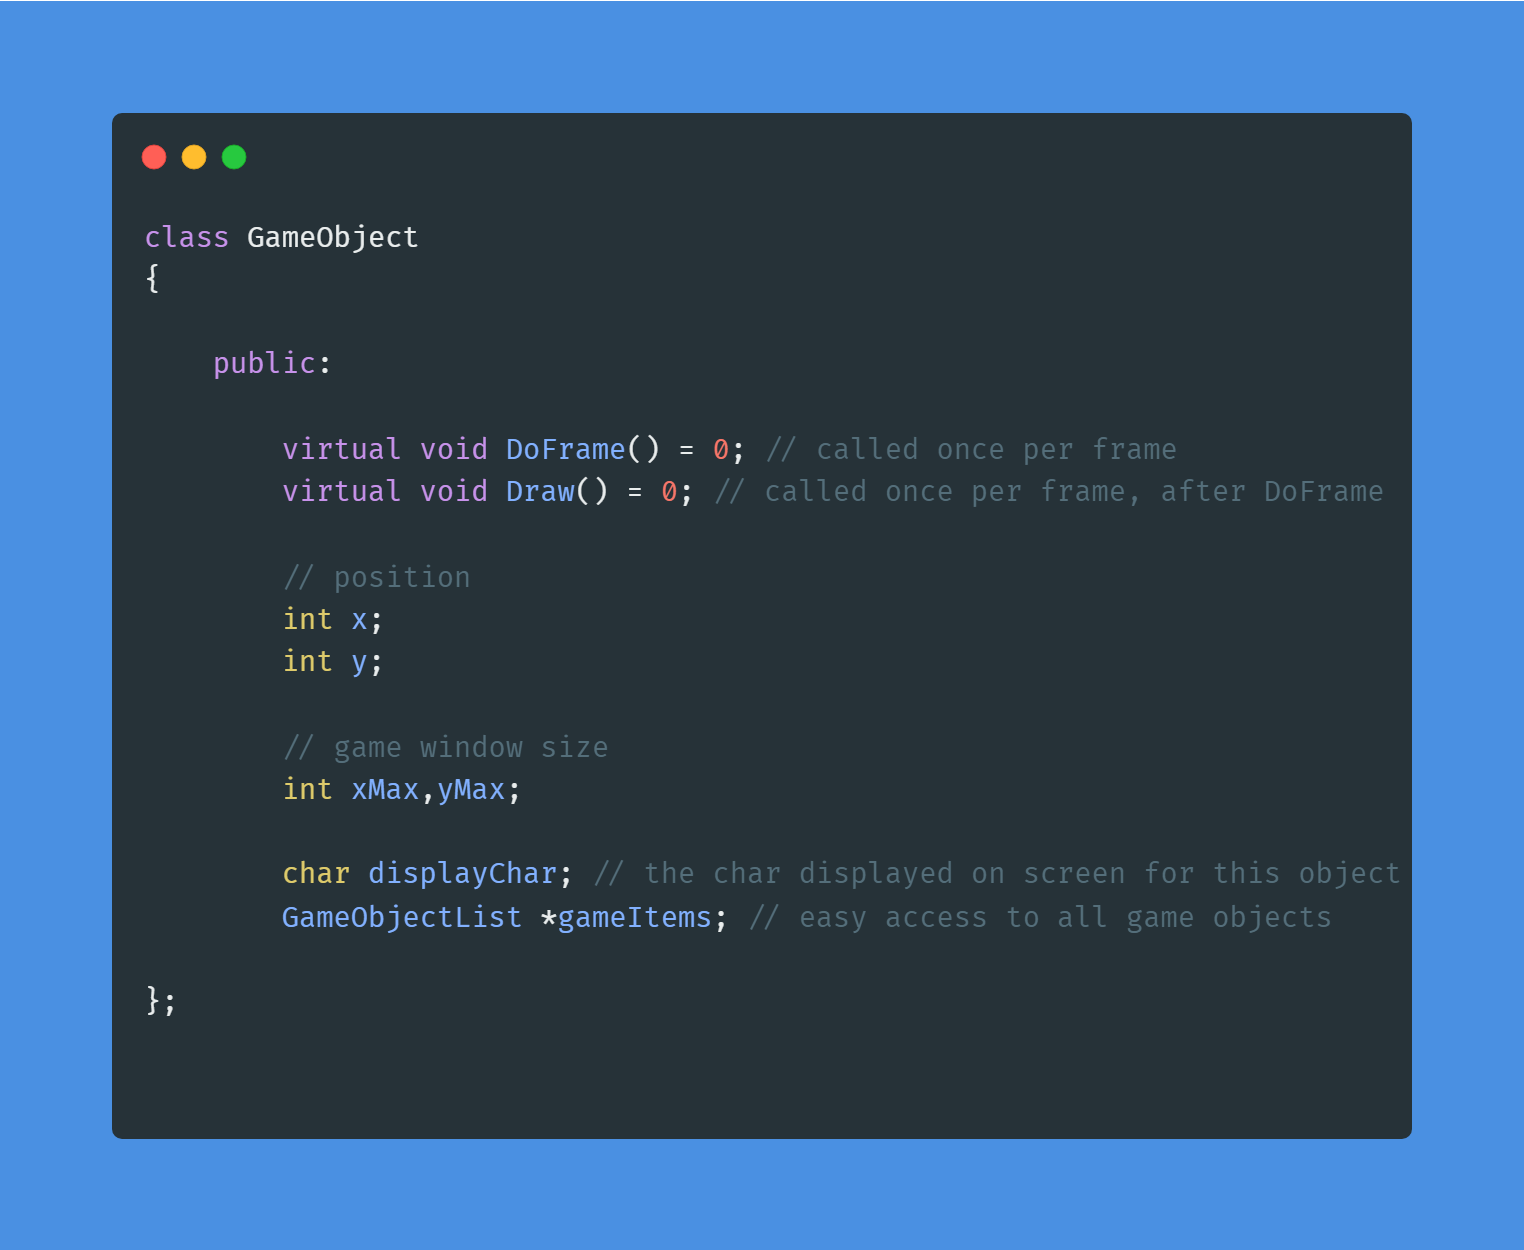 class GameObject
{
public:
virtual void DoFrame() = 0; // called once per frame
virtual void Draw() = 0; // called once per frame, after DoFrame
// position
int x;
int y;
// game window size
int xMax,yMax;
char displayChar; // the char displayed on screen for this object
GameObjectList *gameItems; // easy access to all game objects
};